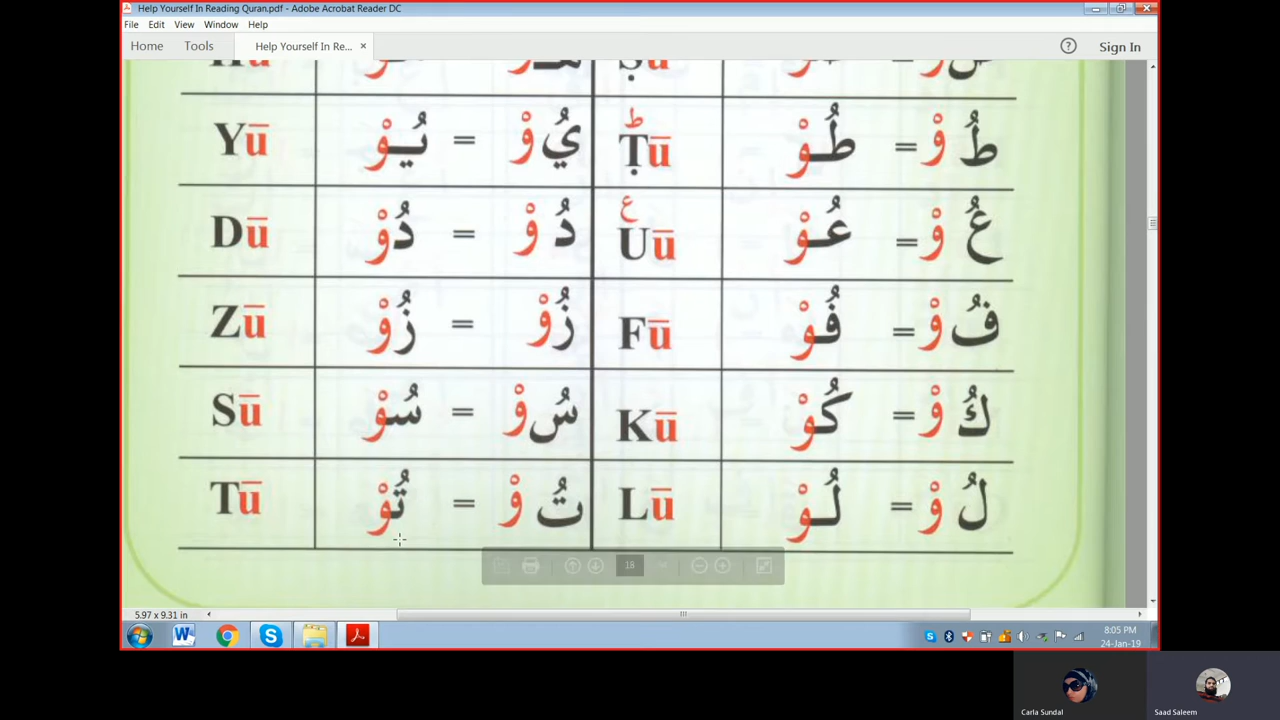 Help Yourself In Reading Quran.pdf - Adobe Acrobat Reader DC
File Edit View Window Help
Home Tools Help Yourself In Re... × Sign In
Yū يُوْ = يُ وْ Ṭū ط طُوْ = طُ وْ
Dū دُوْ = دُ وْ Uū ع عُوْ = عُ وْ
Zū زُوْ = زُ وْ Fū فُوْ = فُ وْ
Sū سُوْ = سُ وْ Kū كُوْ = كُ وْ
Tū تُوْ = تُ وْ Lū لُوْ = لُ وْ
18
5.97 x 9.31 in
8:05 PM
24-Jan-19
Carla Sundal
Saad Saleem